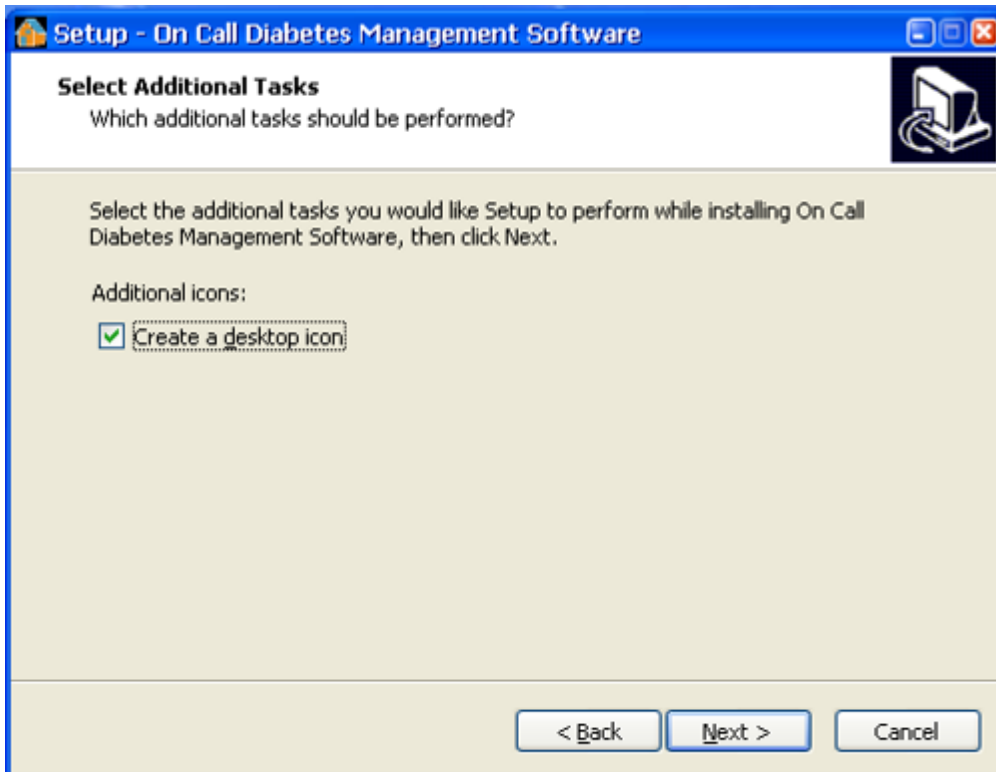 Setup - On Call Diabetes Management Software
Select Additional Tasks
Which additional tasks should be performed?
Select the additional tasks you would like Setup to perform while installing On Call
Diabetes Management Software, then click Next.
Additional icons:
Create a desktop icon
< Back Next > Cancel